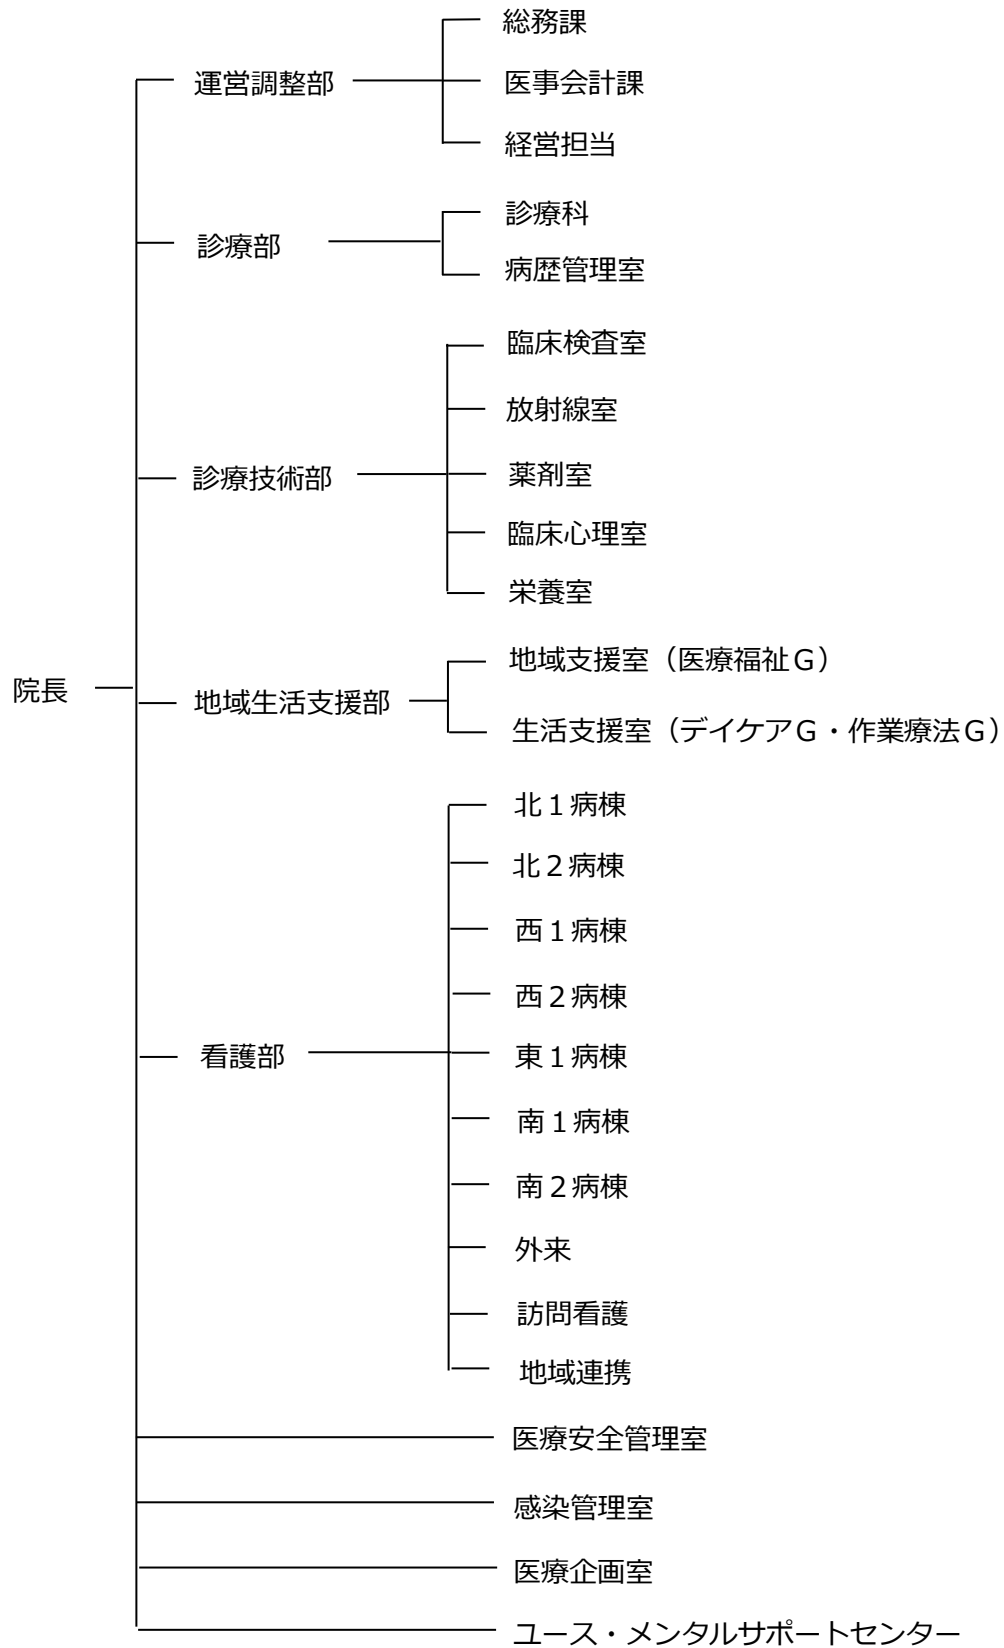 総務課
運営調整部
医事会計課
経営担当
診療科
診療部
病歴管理室
臨床検査室
放射線室
診療技術部
薬剤室
臨床心理室
栄養室
地域支援室（医療福祉Ｇ）
院長
地域生活支援部
生活支援室（デイケアＧ・作業療法Ｇ）
北１病棟
北２病棟
西１病棟
西２病棟
看護部
東１病棟
南１病棟
南２病棟
外来
訪問看護
地域連携
医療安全管理室
感染管理室
医療企画室
ユース・メンタルサポートセンター